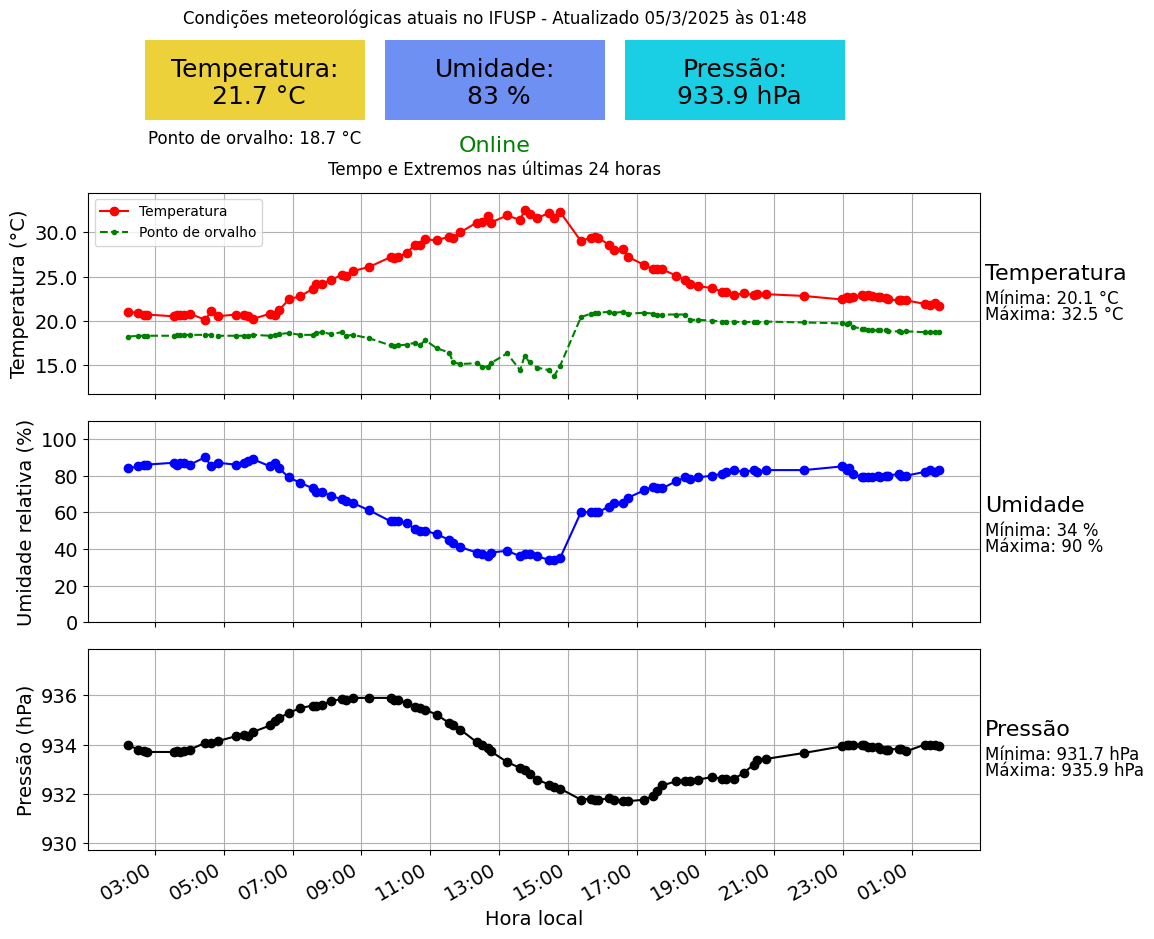 Condições meteorológicas atuais no IFUSP - Atualizado 05/3/2025 às 01:48
Temperatura:
21.7 °C
Umidade:
83 %
Pressão:
933.9 hPa
Ponto de orvalho: 18.7 °C
Online
Tempo e Extremos nas últimas 24 horas
Temperatura (°C)
30.0
25.0
20.0
15.0
Temperatura
Ponto de orvalho
Temperatura
Mínima: 20.1 °C
Máxima: 32.5 °C
Umidade relativa (%)
100
80
60
40
20
0
Umidade
Mínima: 34 %
Máxima: 90 %
Pressão (hPa)
936
934
932
930
Pressão
Mínima: 931.7 hPa
Máxima: 935.9 hPa
03:00 05:00 07:00 09:00 11:00 13:00 15:00 17:00 19:00 21:00 23:00 01:00
Hora local